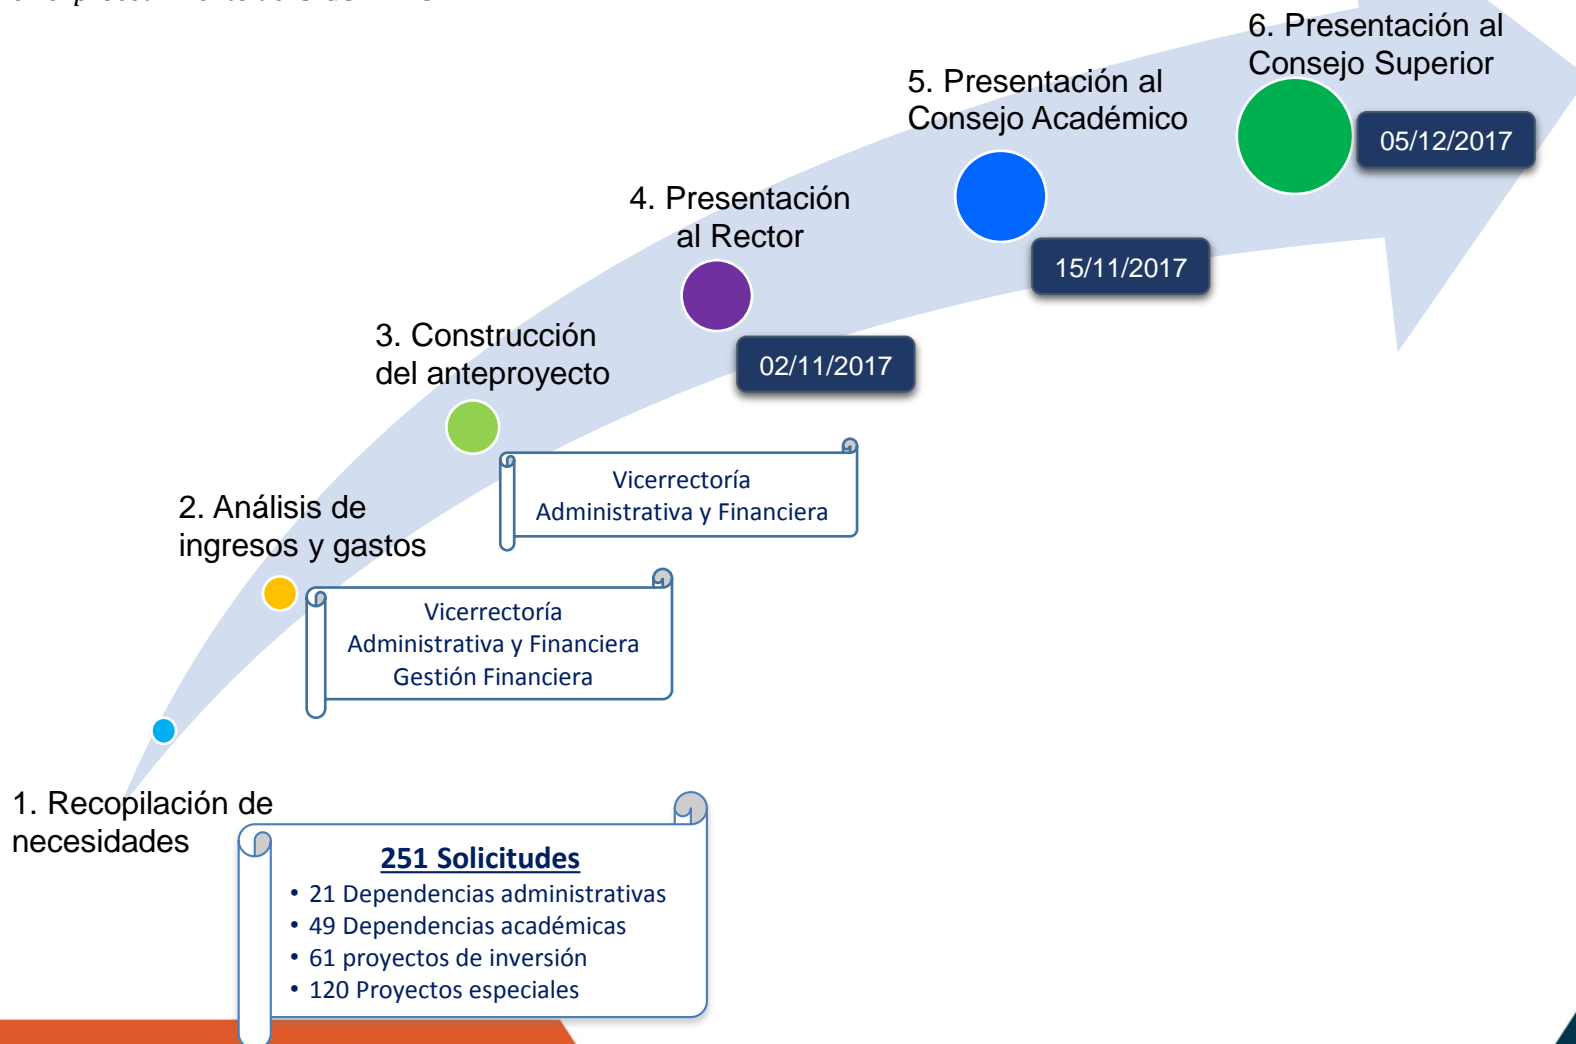 1. Recopilación de
necesidades
251 Solicitudes
• 21 Dependencias administrativas
• 49 Dependencias académicas
• 61 proyectos de inversión
• 120 Proyectos especiales
2. Análisis de
ingresos y gastos
Vicerrectoría
Administrativa y Financiera
Gestión Financiera
3. Construcción
del anteproyecto
Vicerrectoría
Administrativa y Financiera
4. Presentación
al Rector
02/11/2017
5. Presentación al
Consejo Académico
15/11/2017
6. Presentación al
Consejo Superior
05/12/2017